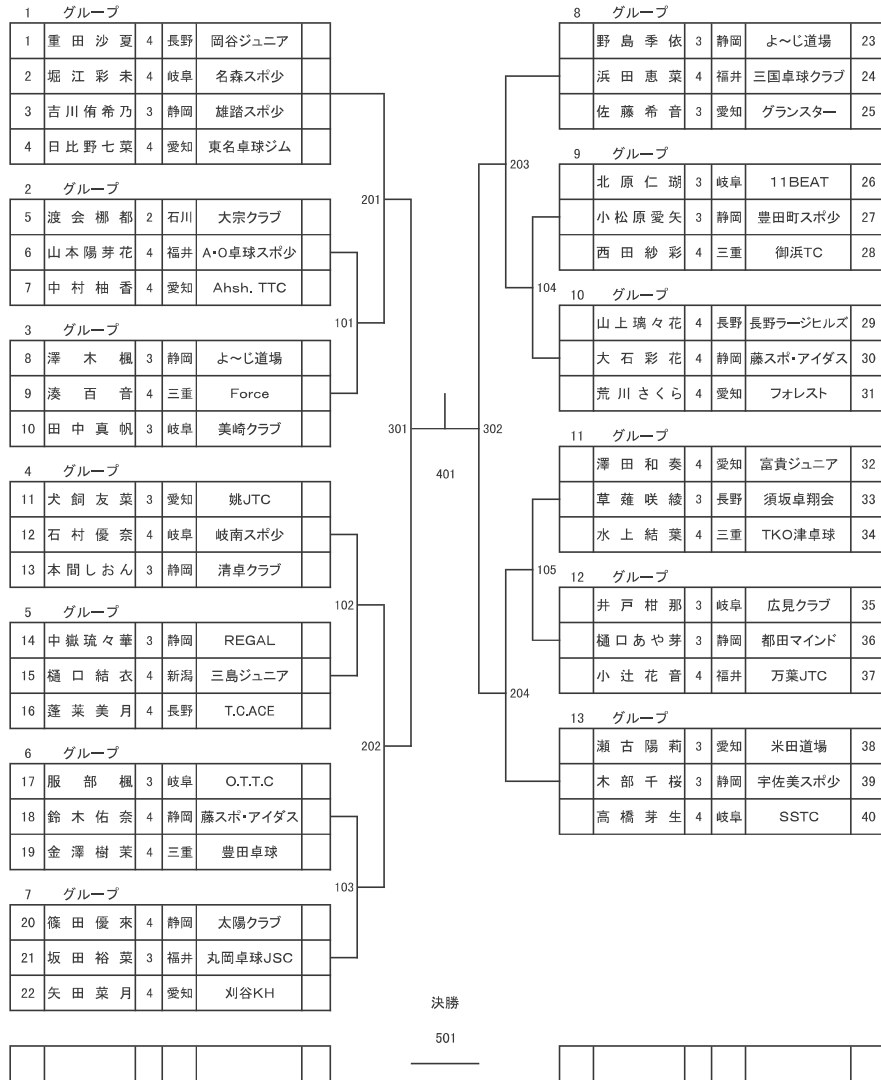 1 グループ
1 重田沙夏 4 長野 岡谷ジュニア
2 堀江彩未 4 岐阜 名森スポ少
3 吉川侑希乃 3 静岡 雄踏スポ少
4 日比野七菜 4 愛知 東名卓球ジム
2 グループ
5 渡会梛都 2 石川 大宗クラブ
6 山本陽芽花 4 福井 A・O卓球スポ少
7 中村柚香 4 愛知 Ahsh. TTC
3 グループ
8 澤木楓 3 静岡 よ~じ道場
9 湊百音 4 三重 Force
10 田中真帆 3 岐阜 美崎クラブ
4 グループ
11 犬飼友菜 3 愛知 姚JTC
12 石村優奈 4 岐阜 岐南スポ少
13 本間しおん 3 静岡 清卓クラブ
5 グループ
14 中嶽琉々華 3 静岡 REGAL
15 樋口結衣 4 新潟 三島ジュニア
16 蓬莱美月 4 長野 T.C.ACE
6 グループ
17 服部楓 3 岐阜 O.T.T.C
18 鈴木佑奈 4 静岡 藤スポ・アイダス
19 金澤樹茉 4 三重 豊田卓球
7 グループ
20 篠田優來 4 静岡 太陽クラブ
21 坂田裕菜 3 福井 丸岡卓球JSC
22 矢田菜月 4 愛知 刈谷KH
201
101
102
202
103
301
401
302
203
104
105
204
8 グループ
野島季依 3 静岡 よ~じ道場 23
浜田恵菜 4 福井 三国卓球クラブ 24
佐藤希音 3 愛知 グランスター 25
9 グループ
北原仁瑚 3 岐阜 11BEAT 26
小松原愛矢 3 静岡 豊田町スポ少 27
西田紗彩 4 三重 御浜TC 28
10 グループ
山上璃々花 4 長野 長野ラージヒルズ 29
大石彩花 4 静岡 藤スポ・アイダス 30
荒川さくら 4 愛知 フォレスト 31
11 グループ
澤田和奏 4 愛知 富貴ジュニア 32
草薙咲綾 3 長野 須坂卓翔会 33
水上結葉 4 三重 TKO津卓球 34
12 グループ
井戸柑那 3 岐阜 広見クラブ 35
樋口あや芽 3 静岡 都田マインド 36
小辻花音 4 福井 万葉JTC 37
13 グループ
瀬古陽莉 3 愛知 米田道場 38
木部千桜 3 静岡 宇佐美スポ少 39
高橋芽生 4 岐阜 SSTC 40
決勝
501